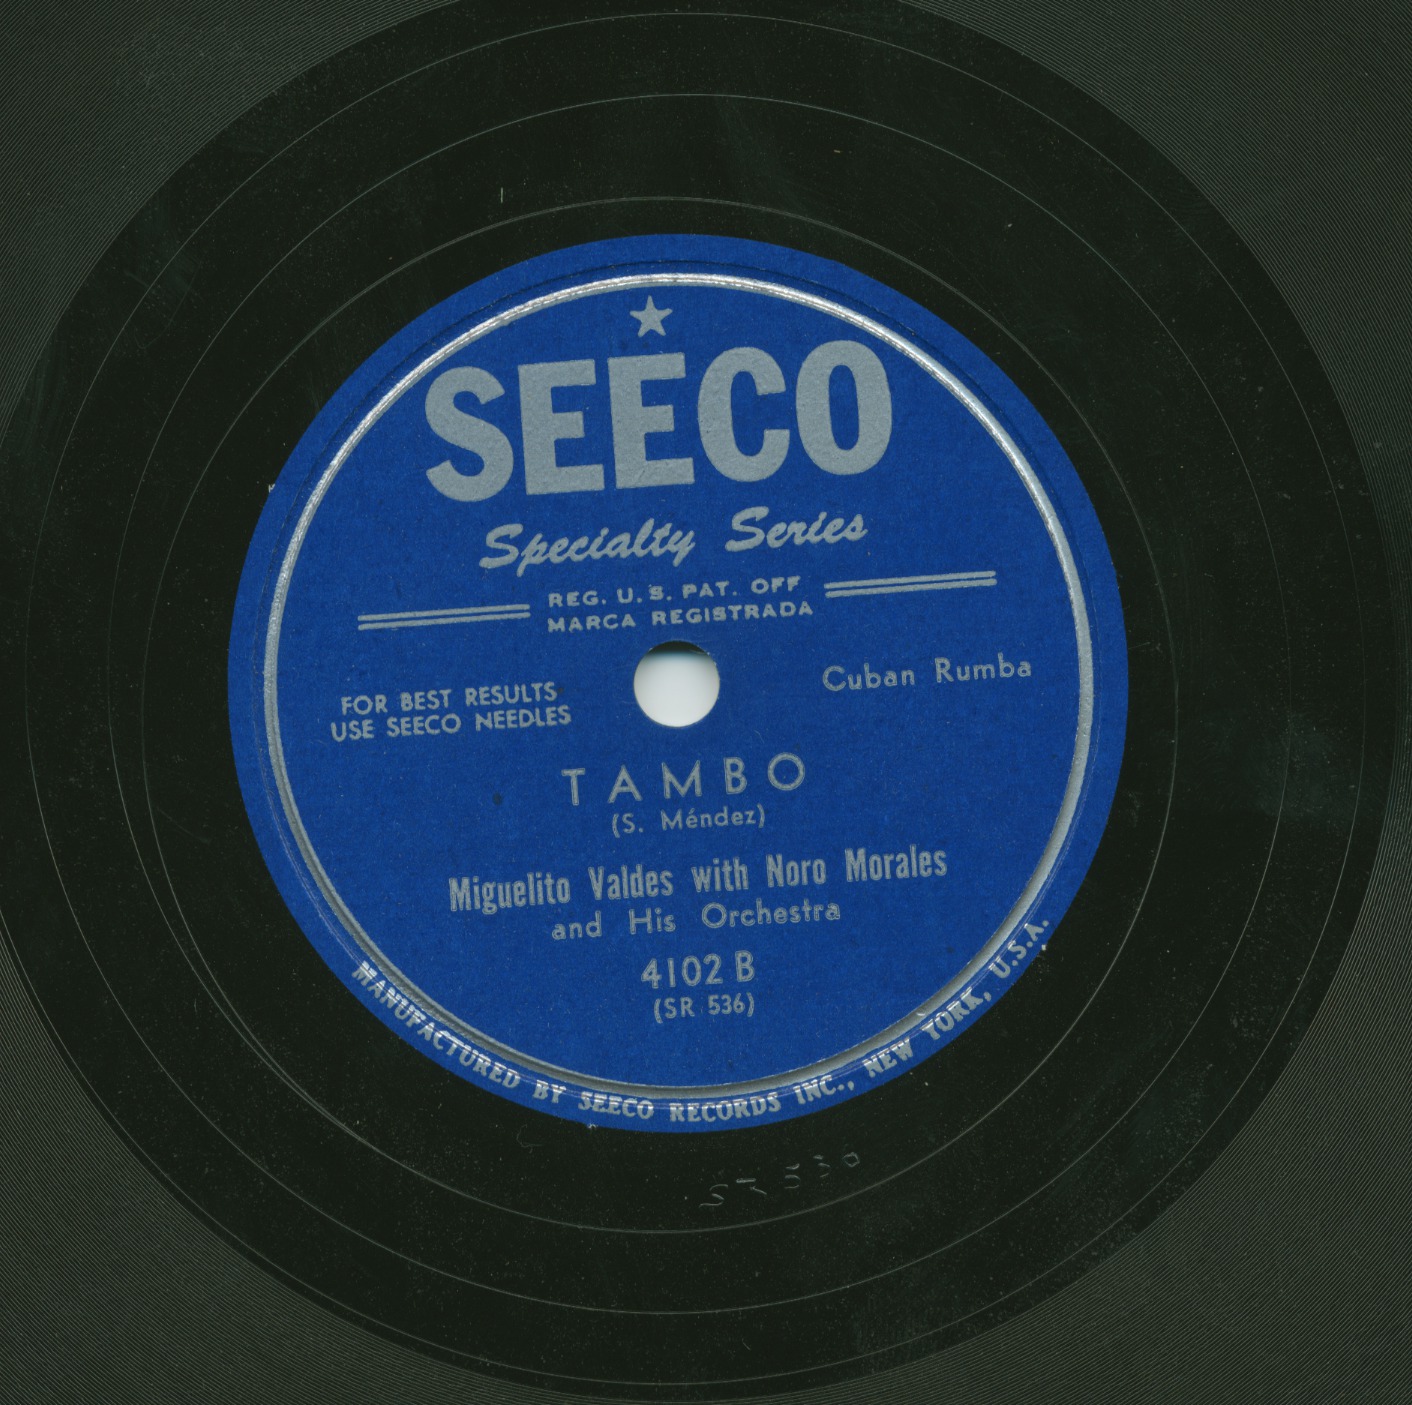 SEECO
Specialty Series
REG. U.S. PAT. OFF
MARCA REGISTRADA
FOR BEST RESULTS
USE SEECO NEEDLES
Cuban Rumba
TAMBO
(S. Méndez)
Miguelito Valdes with Noro Morales
and His Orchestra
4102 B
(SR 536)
MANUFACTURED BY SEECO RECORDS INC., NEW YORK, U.S.A.